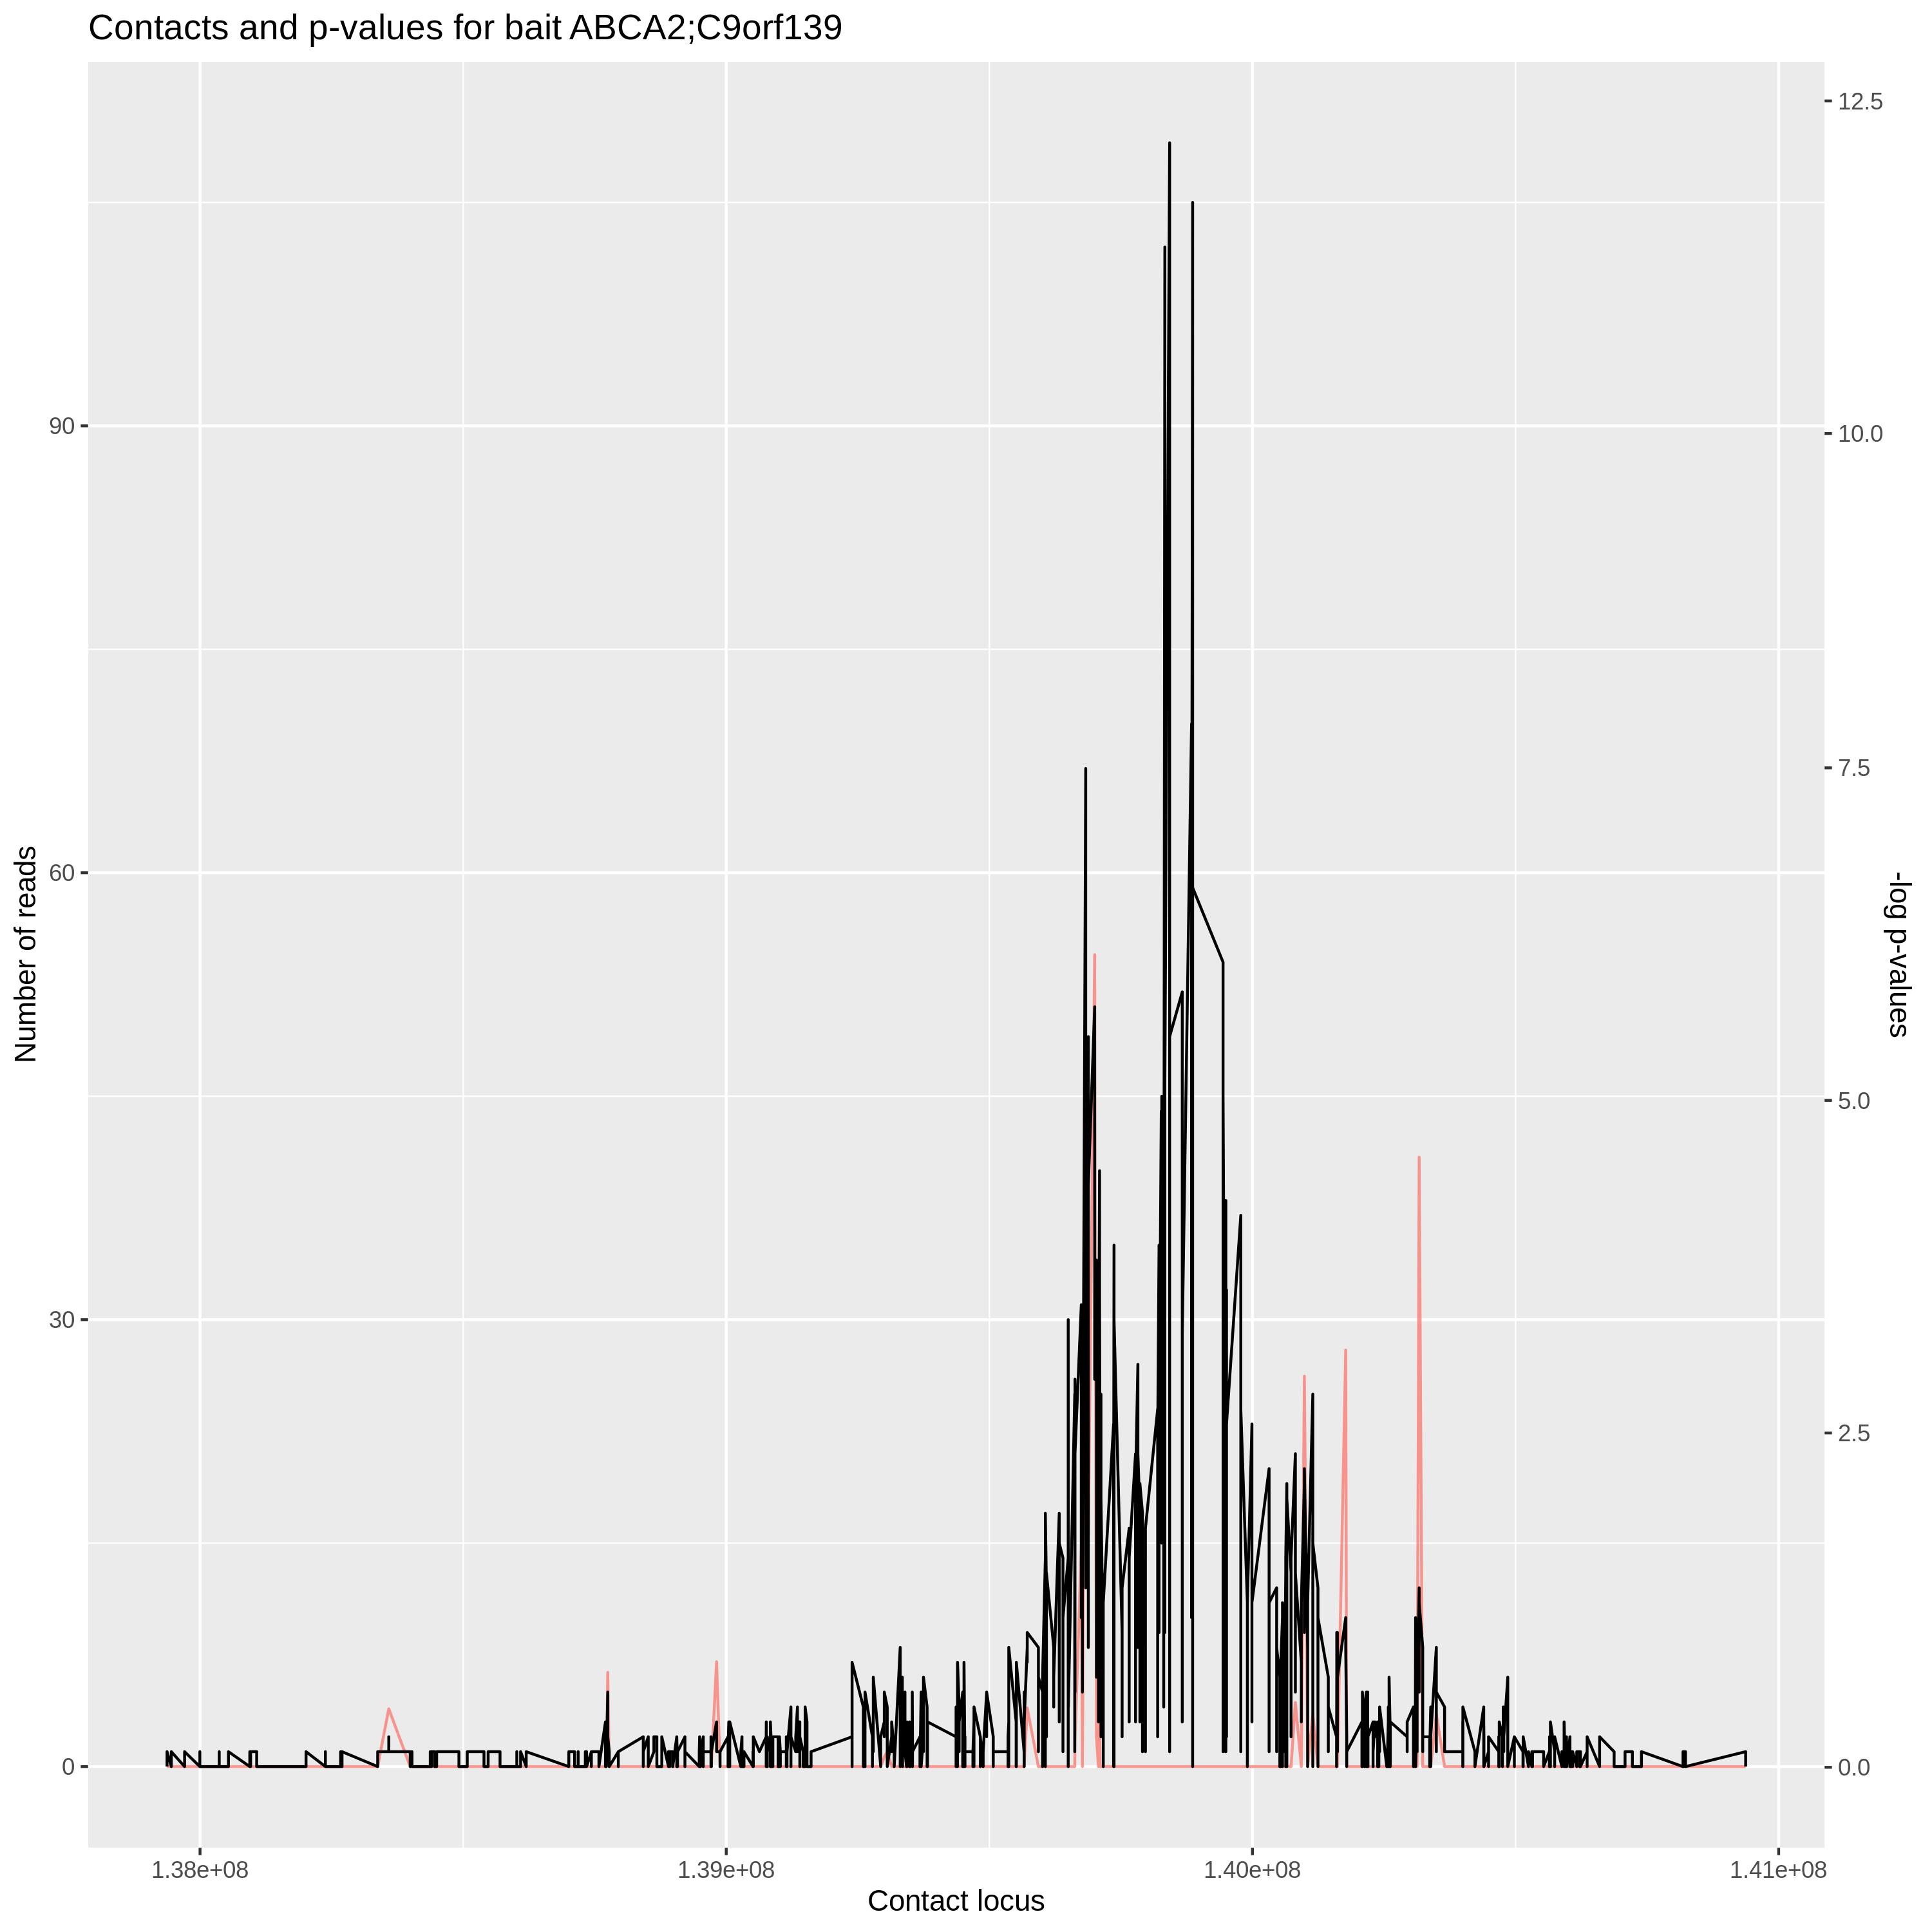 Contacts and p-values for bait ABCA2;C9orf139
Number of reads
90
60
30
0
12.5
10.0
7.5
5.0
2.5
0.0
-log p-values
1.38e+08
1.39e+08
1.40e+08
1.41e+08
Contact locus